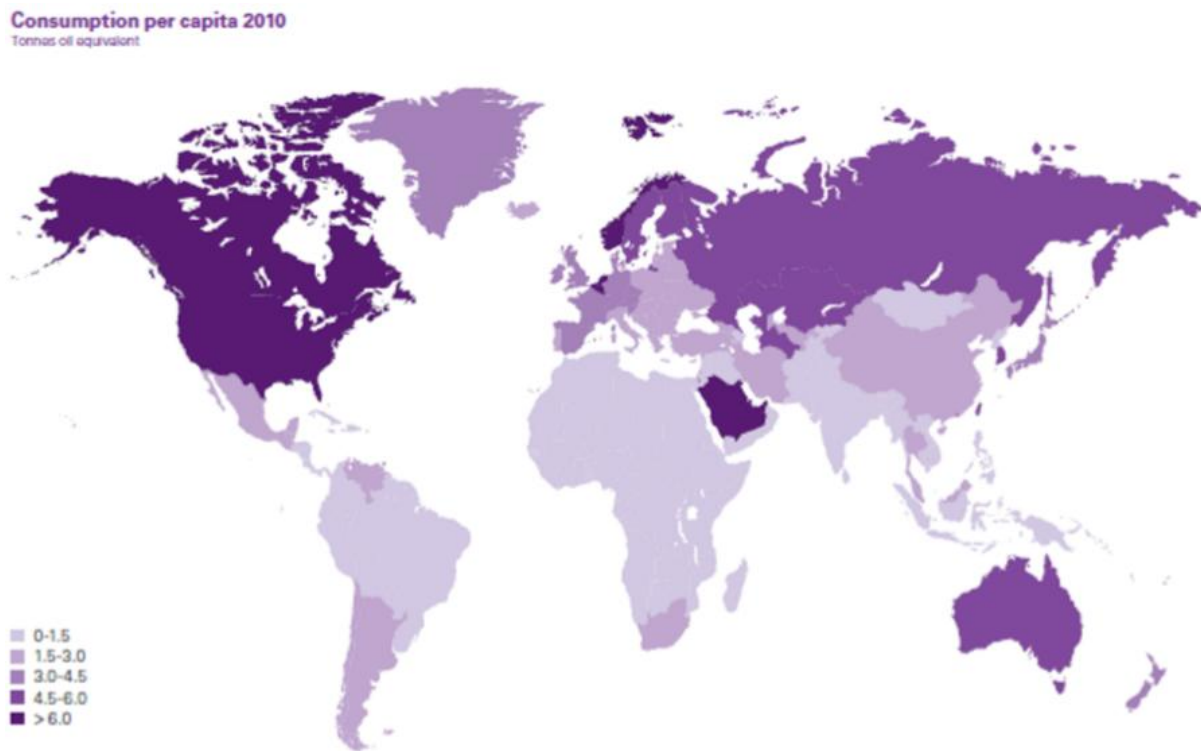 Consumption per capita 2010
Tonnes oil equivalent
0-1.5
1.5-3.0
3.0-4.5
4.5-6.0
> 6.0